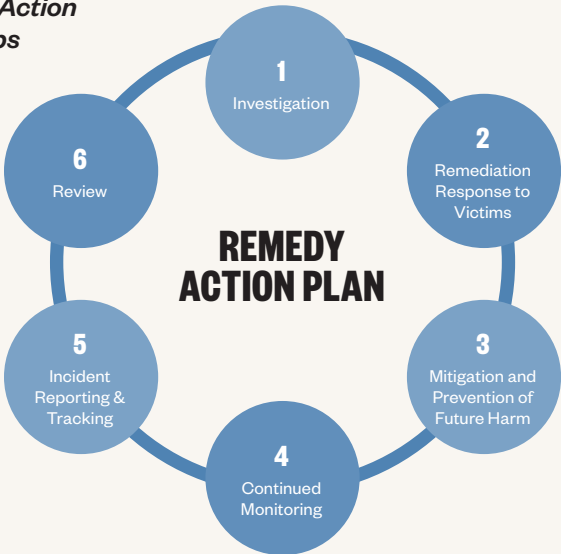 Action
1
Investigation
2
Remediation
Response to
Victims
3
Mitigation and
Prevention of
Future Harm
4
Continued
Monitoring
5
Incident
Reporting &
Tracking
6
Review
REMEDY
ACTION PLAN